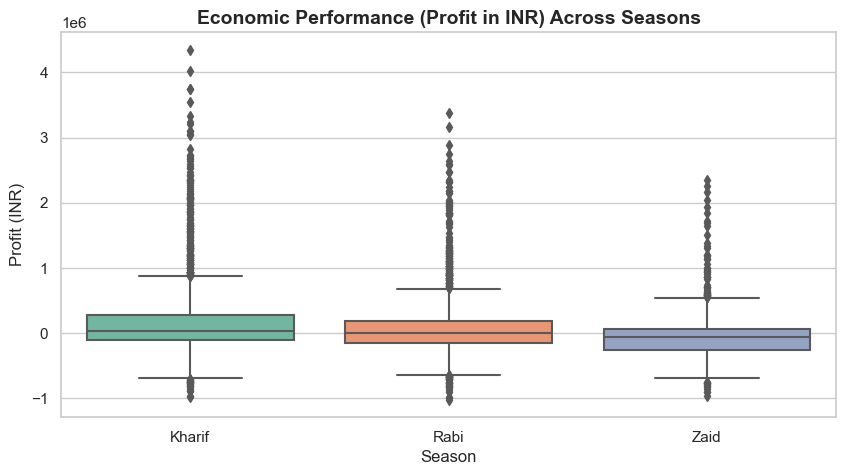 Economic Performance (Profit in INR) Across Seasons
1e6
4
3
2
1
0
−1
Profit (INR)
Kharif Rabi Zaid
Season